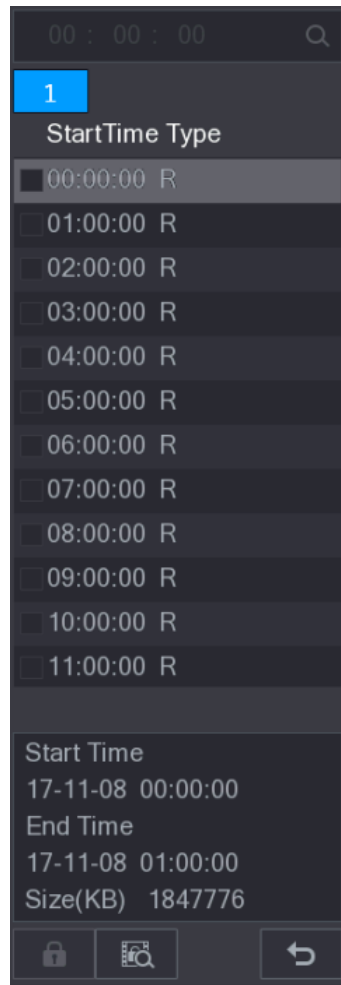 00 : 00 : 00
1
StartTime Type
00:00:00 R
01:00:00 R
02:00:00 R
03:00:00 R
04:00:00 R
05:00:00 R
06:00:00 R
07:00:00 R
08:00:00 R
09:00:00 R
10:00:00 R
11:00:00 R
Start Time
17-11-08 00:00:00
End Time
17-11-08 01:00:00
Size(KB) 1847776